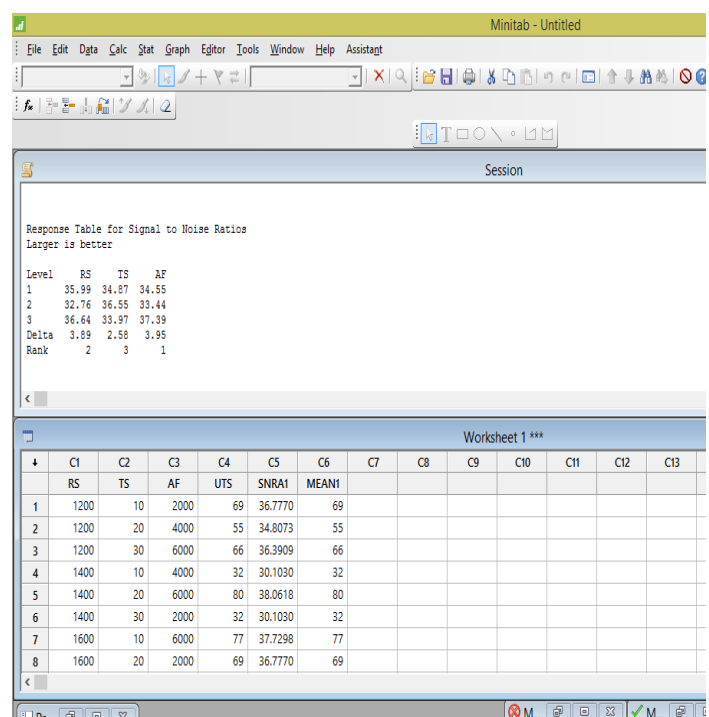 Minitab - Untitled
File Edit Data Calc Stat Graph Editor Tools Window Help Assistant
Session
Response Table for Signal to Noise Ratios
Larger is better
Level RS TS AF
1 35.99 34.87 34.55
2 32.76 36.55 33.44
3 36.64 33.97 37.39
Delta 3.89 2.58 3.95
Rank 2 3 1
Worksheet 1 ***
C1 C2 C3 C4 C5 C6 C7 C8 C9 C10 C11 C12 C13
RS TS AF UTS SNRA1 MEAN1
1 1200 10 2000 69 36.7770 69
2 1200 20 4000 55 34.8073 55
3 1200 30 6000 66 36.3909 66
4 1400 10 4000 32 30.1030 32
5 1400 20 6000 80 38.0618 80
6 1400 30 2000 32 30.1030 32
7 1600 10 6000 77 37.7298 77
8 1600 20 2000 69 36.7770 69
M M